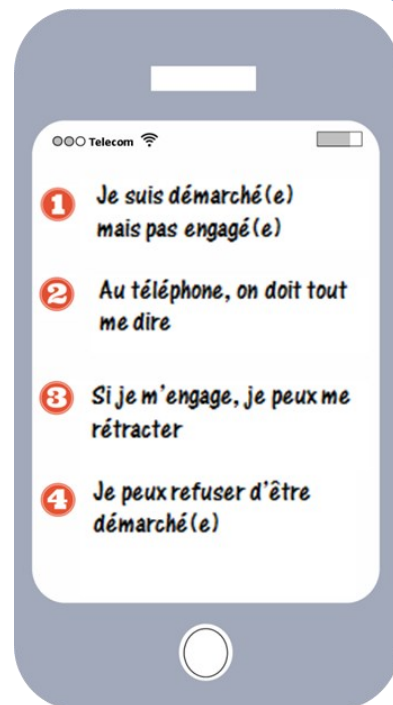 Telecom
1 Je suis démarché(e)
mais pas engagé(e)
2 Au téléphone, on doit tout
me dire
3 Si je m'engage, je peux me
rétracter
4 Je peux refuser d'être
démarché(e)